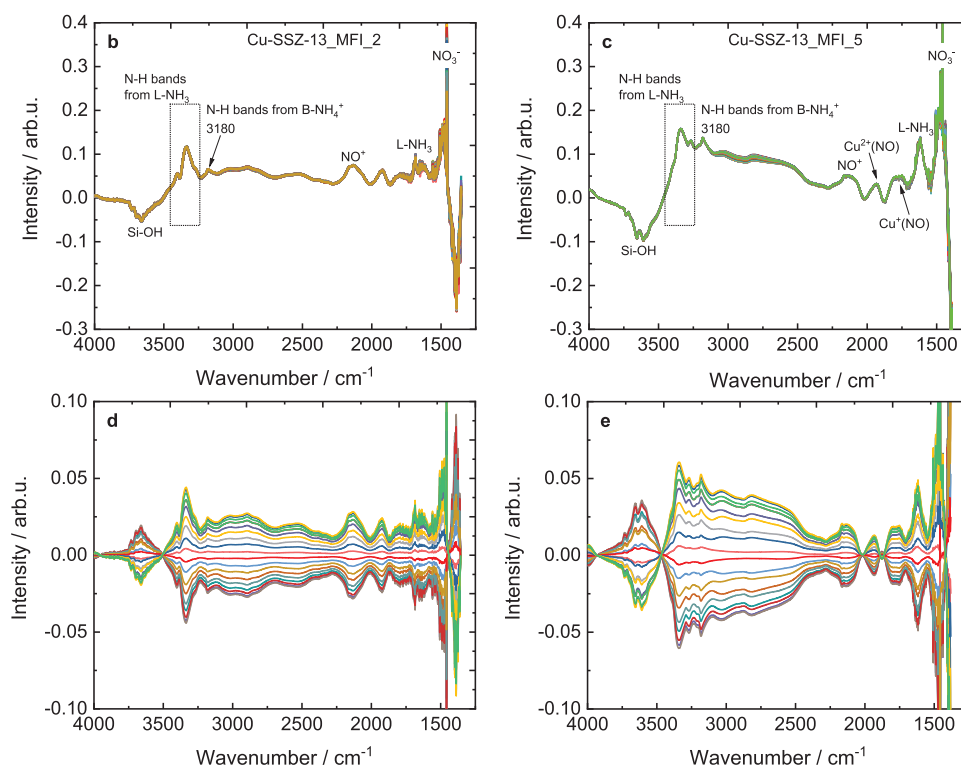 b
Cu-SSZ-13_MFI_2
NO₃⁻
N-H bands
from L-NH₃
N-H bands from B-NH₄⁺
3180
L-NH₃
NO⁺
Si-OH
0.4
0.3
0.2
0.1
0.0
-0.1
-0.2
-0.3
Intensity / arb.u.
4000 3500 3000 2500 2000 1500
Wavenumber / cm⁻¹
c
Cu-SSZ-13_MFI_5
NO₃⁻
N-H bands
from L-NH₃
N-H bands from B-NH₄⁺
3180
L-NH₃
Cu²⁺(NO)
NO⁺
Cu⁺(NO)
Si-OH
0.4
0.3
0.2
0.1
0.0
-0.1
-0.2
-0.3
Intensity / arb.u.
4000 3500 3000 2500 2000 1500
Wavenumber / cm⁻¹
d
0.10
0.05
0.00
-0.05
-0.10
Intensity / arb.u.
4000 3500 3000 2500 2000 1500
Wavenumber / cm⁻¹
e
0.10
0.05
0.00
-0.05
-0.10
Intensity / arb.u.
4000 3500 3000 2500 2000 1500
Wavenumber / cm⁻¹